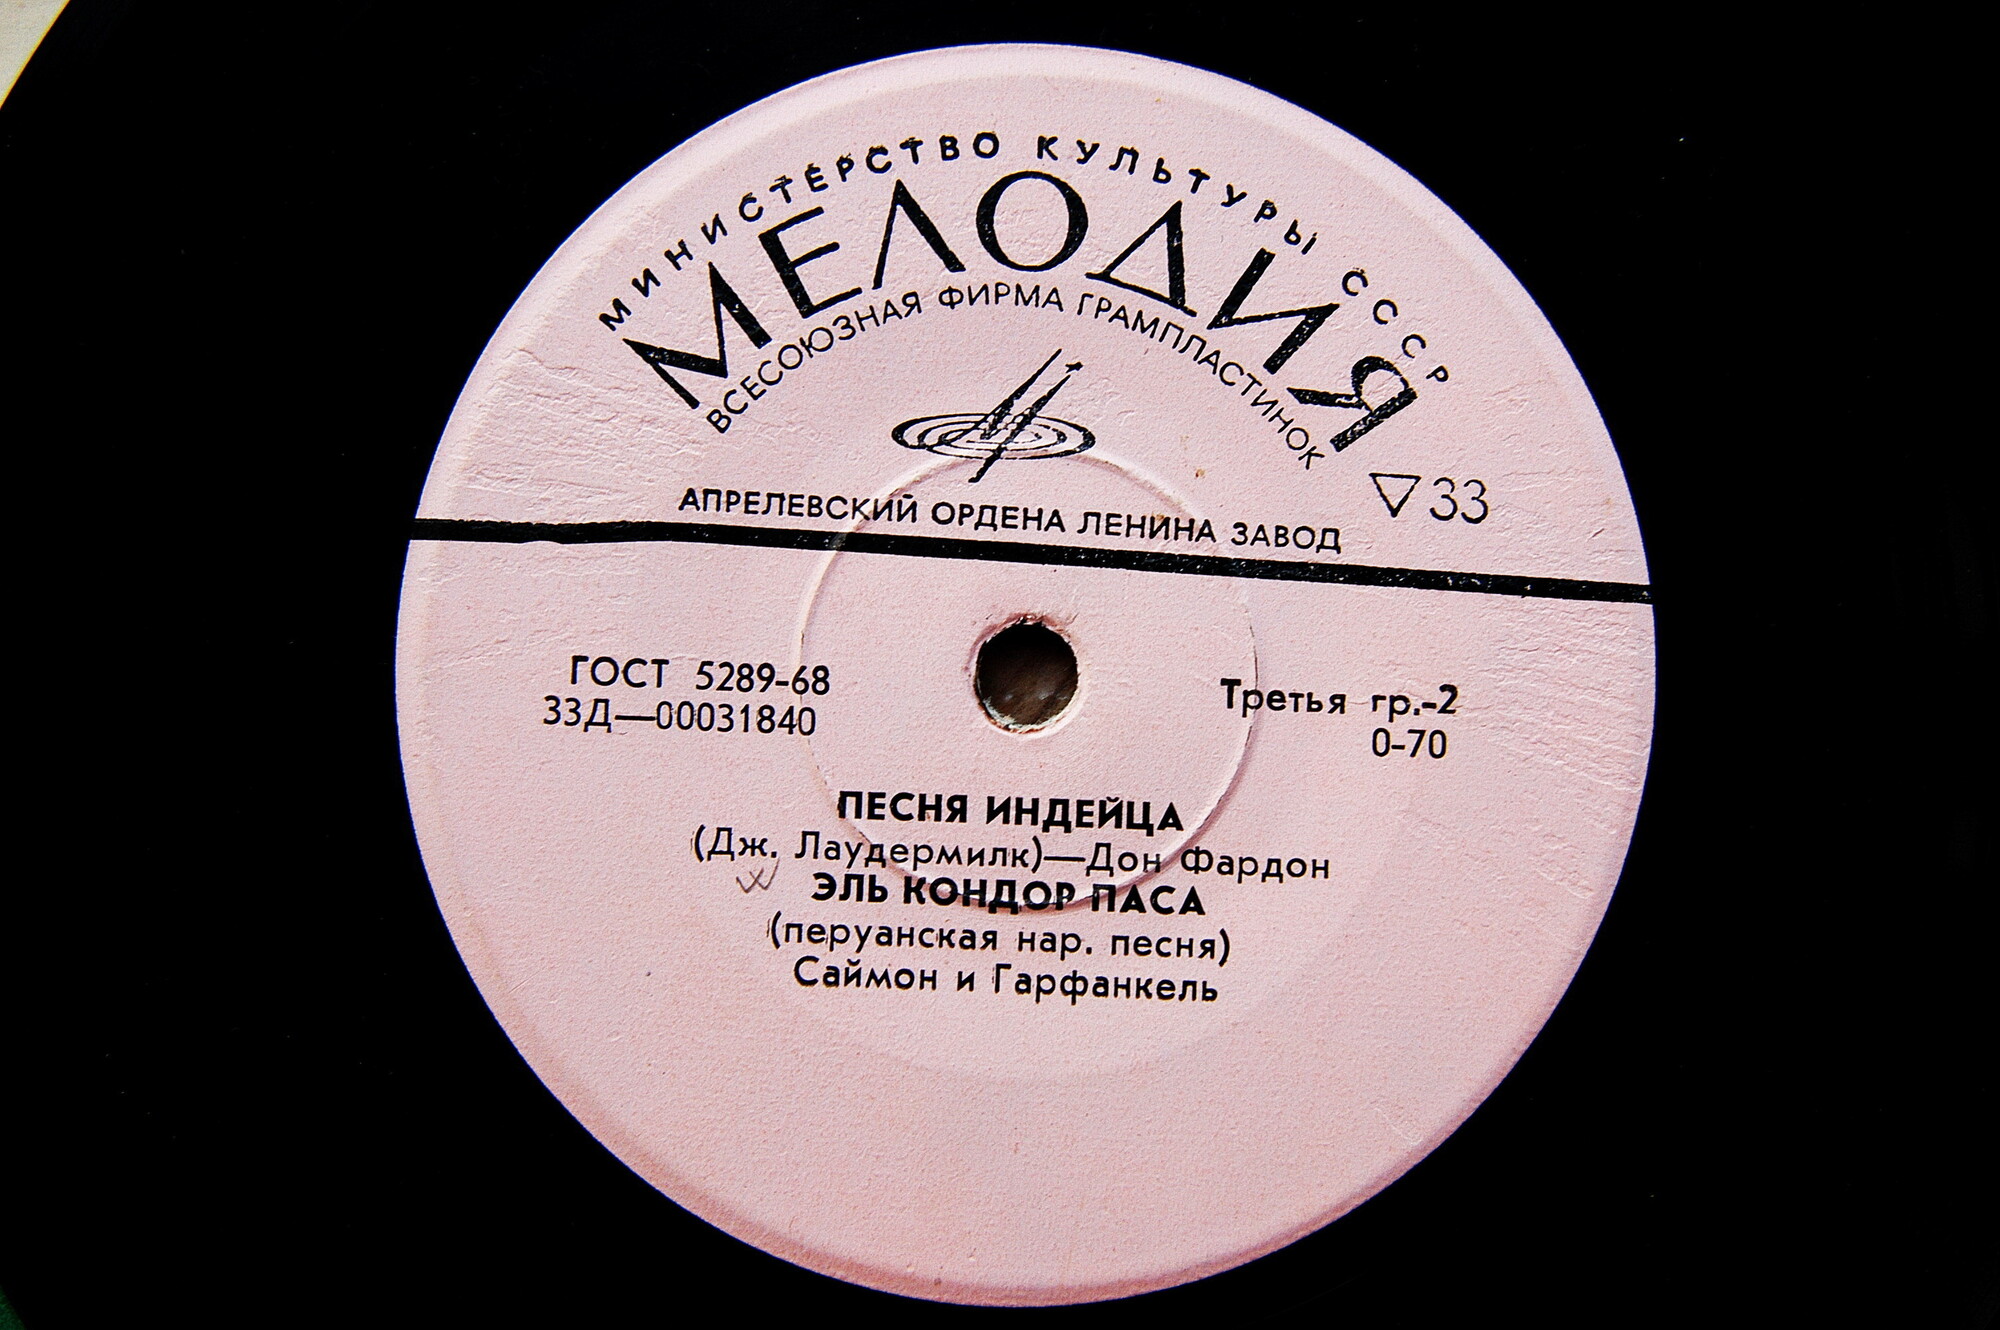 МИНИСТЕРСТВО КУЛЬТУРЫ СССР
МЕЛОДИЯ
ВСЕСОЮЗНАЯ ФИРМА ГРАМПЛАСТИНОК
▽33
АПРЕЛЕВСКИЙ ОРДЕНА ЛЕНИНА ЗАВОД
ГОСТ 5289-68
33Д—00031840
Третья гр.-2
0-70
ПЕСНЯ ИНДЕЙЦА
(Дж. Лаудермилк)—Дон Фардон
ЭЛЬ КОНДОР ПАСА
(перуанская нар. песня)
Саймон и Гарфанкель